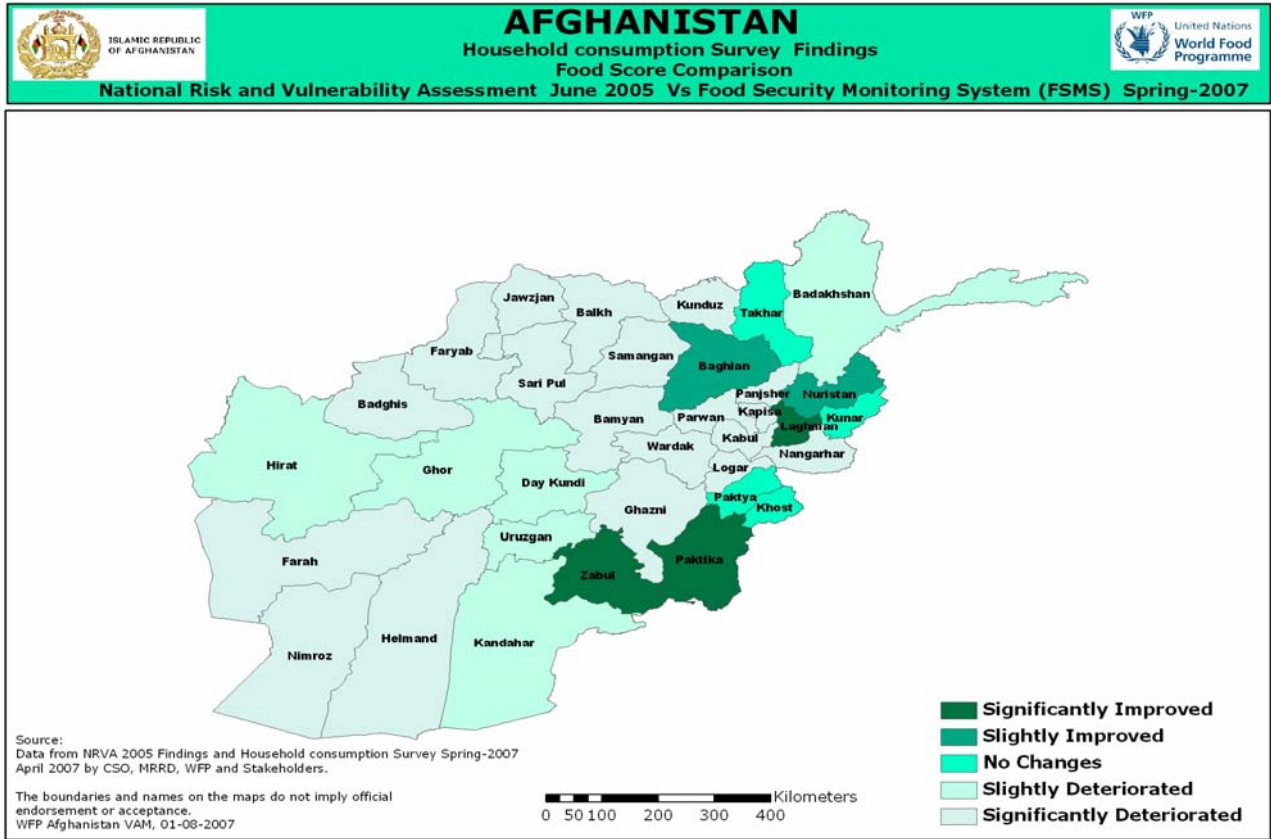 ISLAMIC REPUBLIC
OF AFGHANISTAN
AFGHANISTAN
Household consumption Survey Findings
Food Score Comparison
National Risk and Vulnerability Assessment June 2005 Vs Food Security Monitoring System (FSMS) Spring-2007
WFP
United Nations
World Food
Programme
Badakhshan
Jawzjan
Kunduz
Balkh
Takhar
Faryab
Samangan
Baghlan
Sari Pul
Panjsher
Nuristan
Badghis
Kapisa
Bamyan
Parwan
Kunar
Laghman
Kabul
Wardak
Nangarhar
Hirat
Ghor
Logar
Day Kundi
Paktya
Ghazni
Khost
Uruzgan
Farah
Paktika
Zabul
Helmand
Kandahar
Nimroz
Significantly Improved
Slightly Improved
No Changes
Slightly Deteriorated
Significantly Deteriorated
Source:
Data from NRVA 2005 Findings and Household consumption Survey Spring-2007
April 2007 by CSO, MRRD, WFP and Stakeholders.
The boundaries and names on the maps do not imply official
endorsement or acceptance.
WFP Afghanistan VAM, 01-08-2007
Kilometers
0 50 100 200 300 400